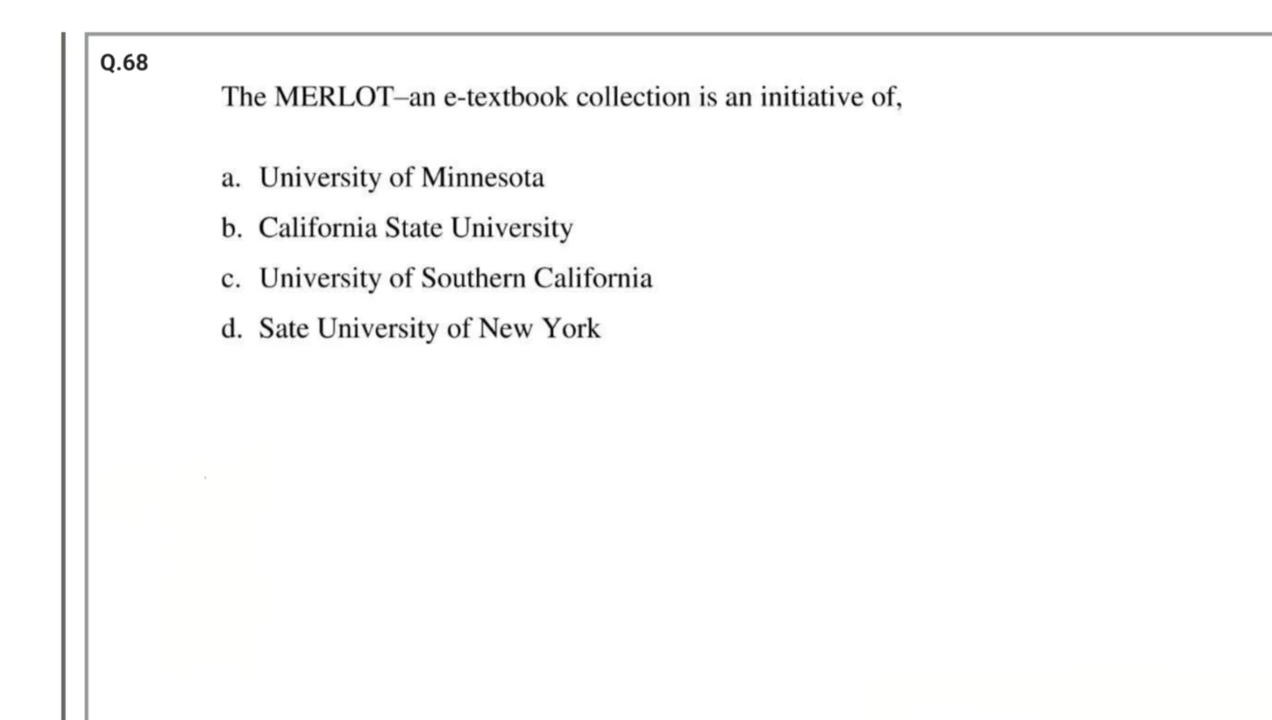 Q.68
The MERLOT–an e-textbook collection is an initiative of,
a. University of Minnesota
b. California State University
c. University of Southern California
d. Sate University of New York